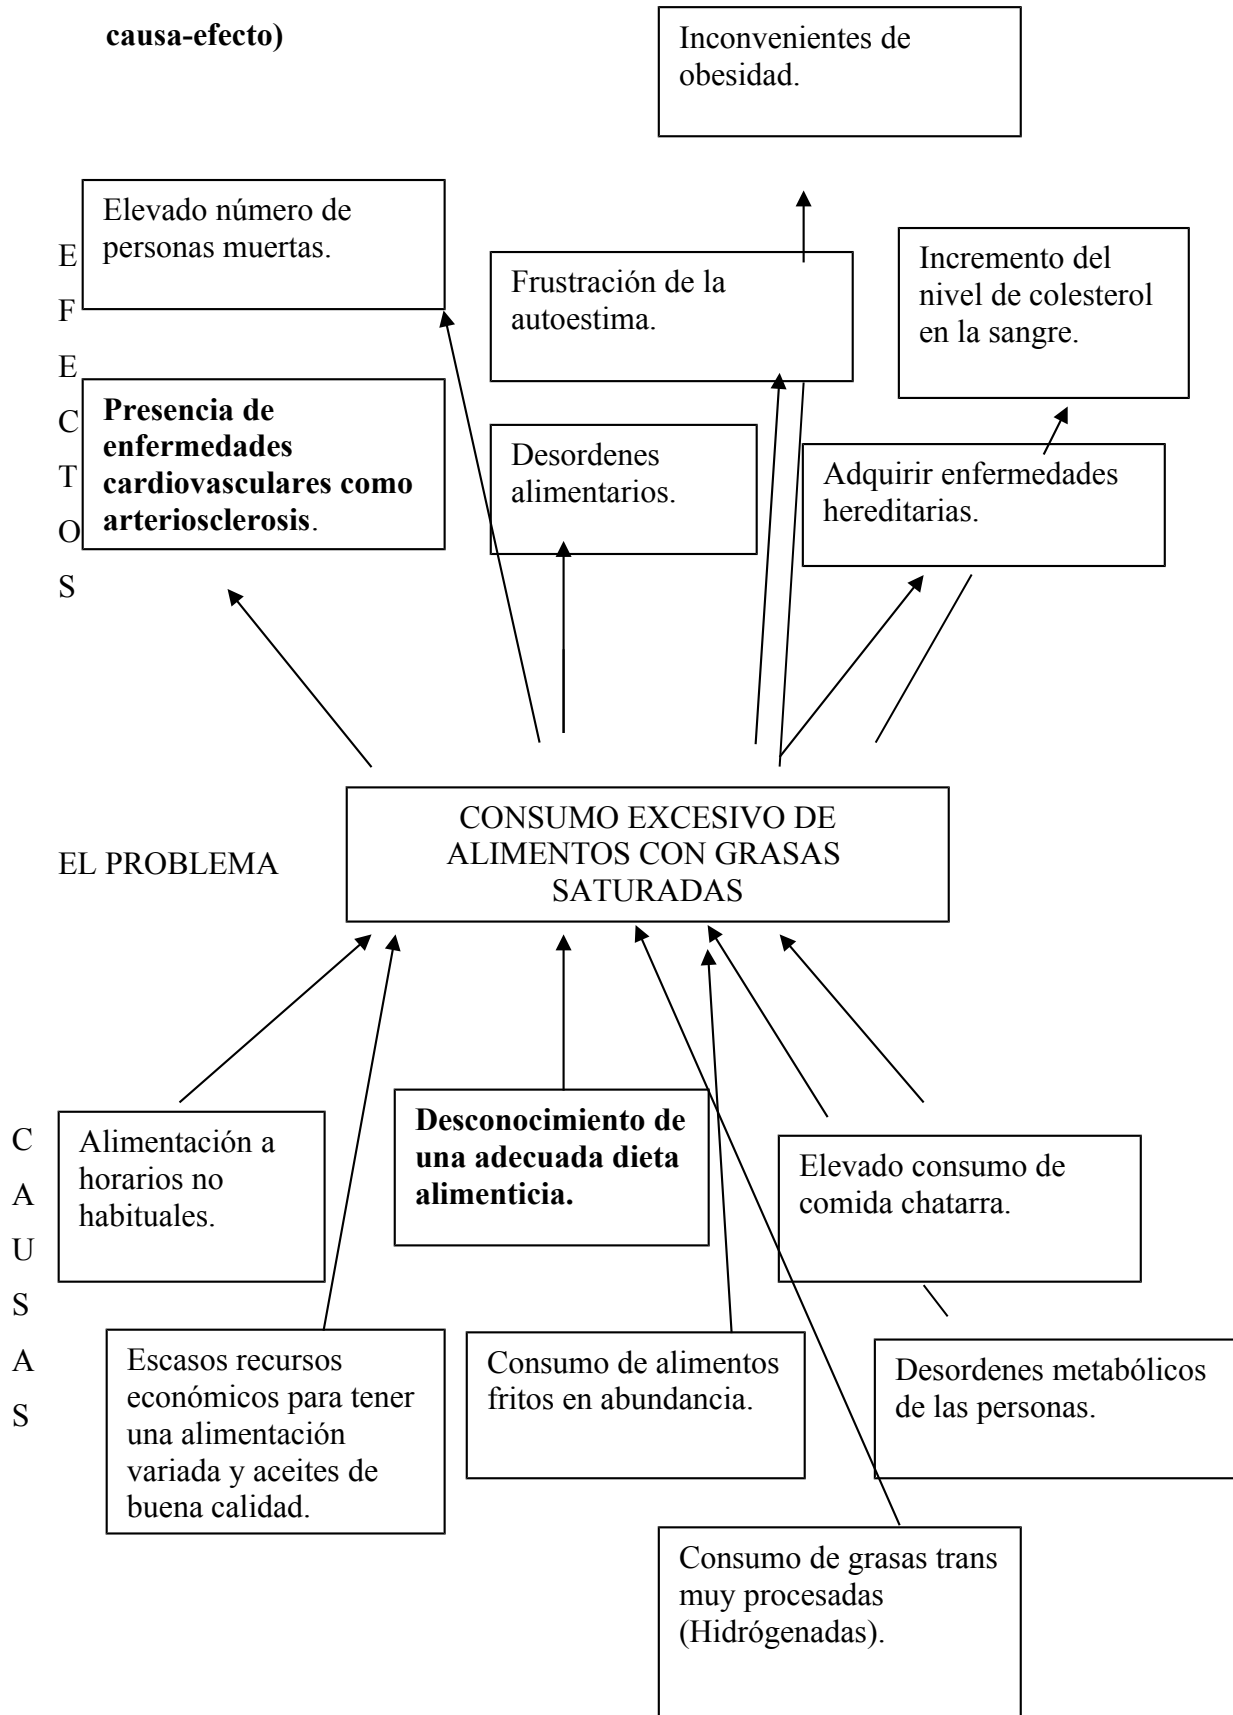 causa-efecto)
Inconvenientes de
obesidad.
Elevado número de
personas muertas.
Frustración de la
autoestima.
Incremento del
nivel de colesterol
en la sangre.
E
F
E
C
T
O
S
Presencia de
enfermedades
cardiovasculares como
arteriosclerosis.
Desordenes
alimentarios.
Adquirir enfermedades
hereditarias.
EL PROBLEMA
CONSUMO EXCESIVO DE
ALIMENTOS CON GRASAS
SATURADAS
C
A
U
S
A
S
Alimentación a
horarios no
habituales.
Desconocimiento de
una adecuada dieta
alimenticia.
Elevado consumo de
comida chatarra.
Escasos recursos
económicos para tener
una alimentación
variada y aceites de
buena calidad.
Consumo de alimentos
fritos en abundancia.
Desordenes metabólicos
de las personas.
Consumo de grasas trans
muy procesadas
(Hidrógenadas).